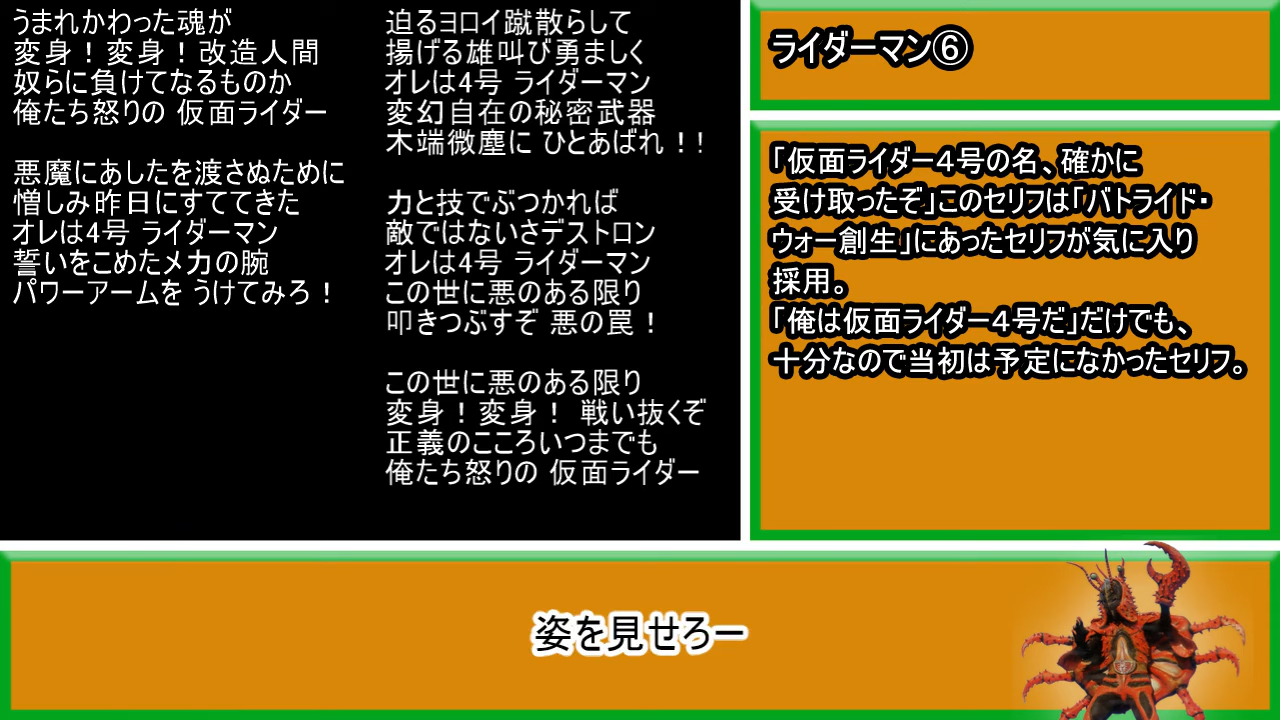 うまれかわった魂が
変身！変身！改造人間
奴らに負けてなるものか
俺たち怒りの 仮面ライダー
悪魔にあしたを渡さぬために
憎しみ昨日にすててきた
オレは4号 ライダーマン
誓いをこめたメカの腕
パワーアームを うけてみろ！
迫るヨロイ蹴散らして
揚げる雄叫び勇ましく
オレは4号 ライダーマン
変幻自在の秘密武器
木端微塵に ひとあばれ！！
力と技でぶつかれば
敵ではないさデストロン
オレは4号 ライダーマン
この世に悪のある限り
叩きつぶすぞ 悪の罠！
この世に悪のある限り
変身！変身！ 戦い抜くぞ
正義のこころいつまでも
俺たち怒りの 仮面ライダー
ライダーマン⑥
「仮面ライダー４号の名、確かに
受け取ったぞ」このセリフは「バトライド・
ウォー創生」にあったセリフが気に入り
採用。
「俺は仮面ライダー４号だ」だけでも、
十分なので当初は予定になかったセリフ。
姿を見せろー